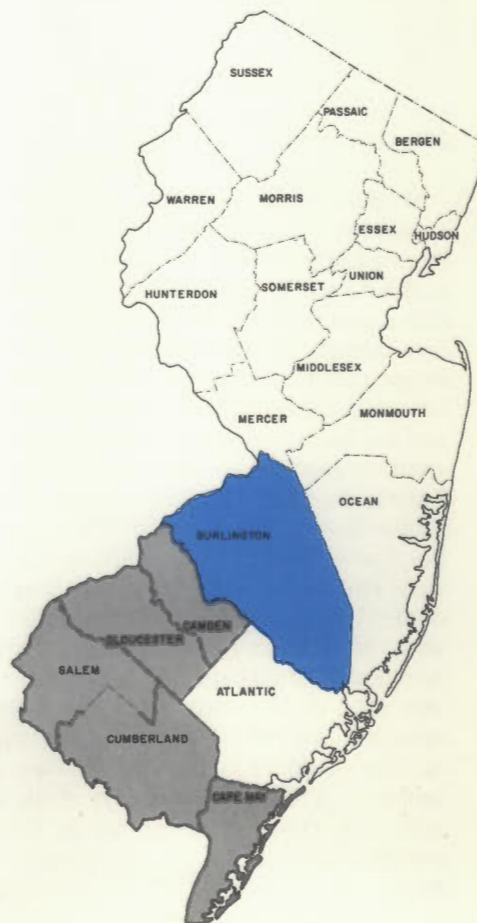 SUSSEX
PASSAIC
BERGEN
WARREN
MORRIS
ESSEX
HUDSON
UNION
HUNTERDON
SOMERSET
MIDDLESEX
MERCER
MONMOUTH
OCEAN
BURLINGTON
CAMDEN
GLOUCESTER
SALEM
ATLANTIC
CUMBERLAND
CAPE MAY